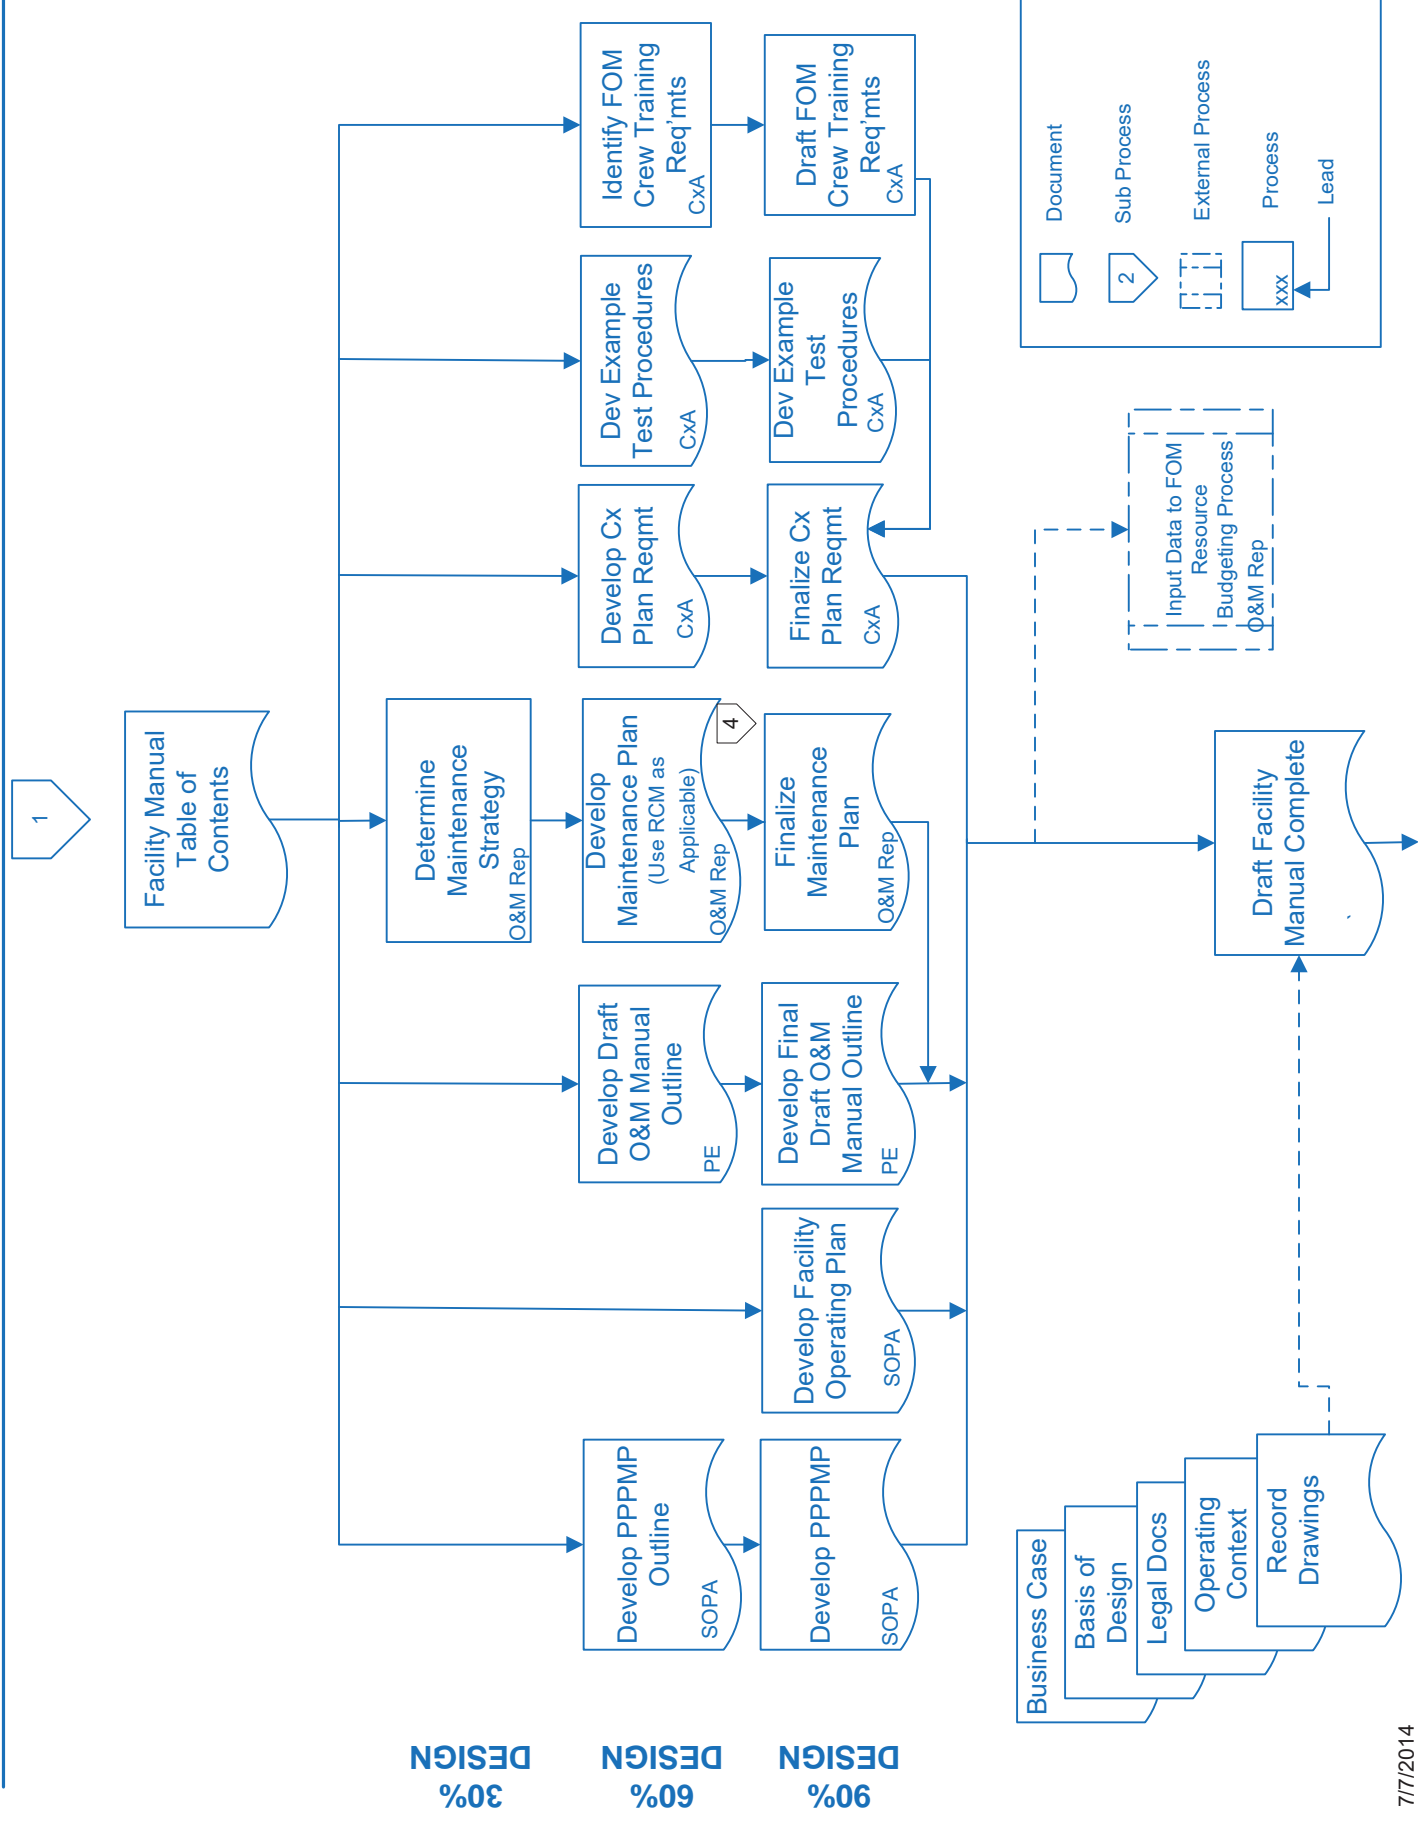 1
Facility Manual
Table of
Contents
30%
DESIGN
Determine
Maintenance
Strategy
O&M Rep
60%
DESIGN
Develop PPPMP
Outline
SOPA
Develop Draft
O&M Manual
Outline
PE
Develop
Maintenance Plan
(Use RCM as
Applicable)
O&M Rep
4
Develop Cx
Plan Reqmt
CxA
Dev Example
Test Procedures
CxA
Identify FOM
Crew Training
Req’mts
CxA
90%
DESIGN
Develop PPPMP
SOPA
Develop Facility
Operating Plan
SOPA
Develop Final
Draft O&M
Manual Outline
PE
Finalize
Maintenance
Plan
O&M Rep
Finalize Cx
Plan Reqmt
CxA
Dev Example
Test
Procedures
CxA
Draft FOM
Crew Training
Req’mts
CxA
Business Case
Basis of
Design
Legal Docs
Operating
Context
Record
Drawings
Draft Facility
Manual Complete
`
Input Data to FOM
Resource
Budgeting Process
O&M Rep
Document
2
Sub Process
External Process
xxx
Process
Lead
7/7/2014